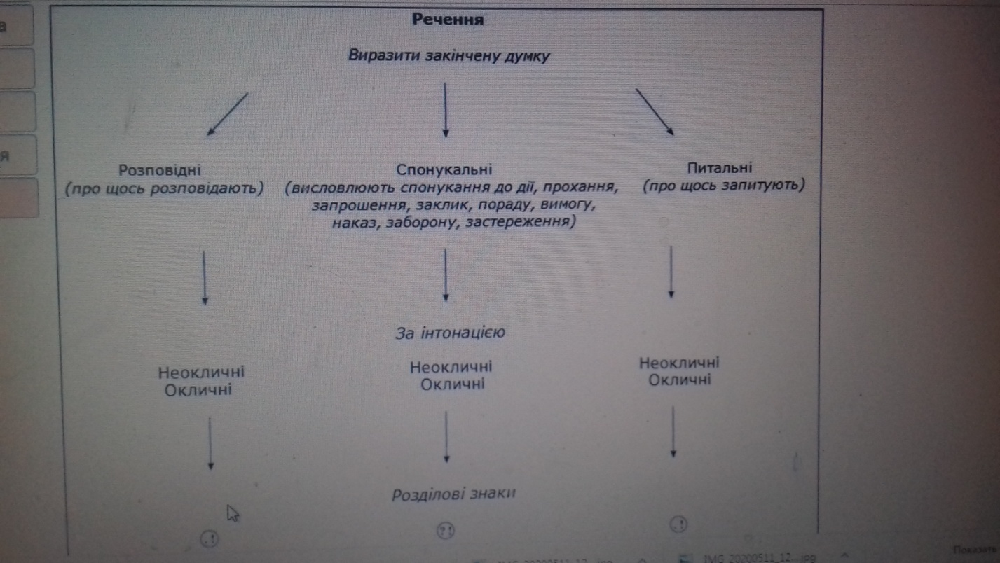 Речення
Виразити закінчену думку
Розповідні
(про щось розповідають)
Спонукальні
(висловлюють спонукання до дії, прохання,
запрошення, заклик, пораду, вимогу,
наказ, заборону, застереження)
Питальні
(про щось запитують)
За інтонацією
Неокличні
Окличні
Неокличні
Окличні
Неокличні
Окличні
Розділові знаки
.!
?!
.!
а
я
IMG_20200511_12...jpg
Показать